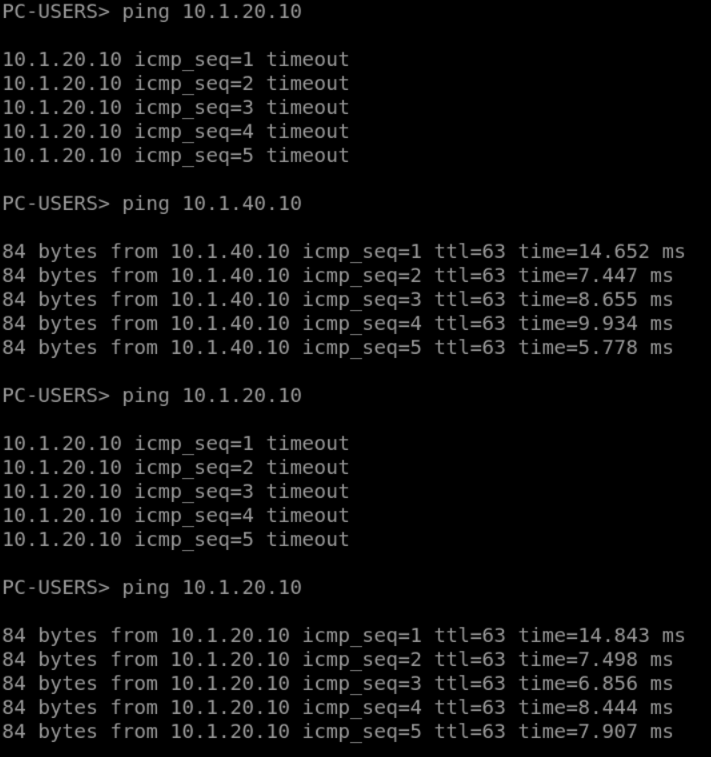 PC-USERS> ping 10.1.20.10
10.1.20.10 icmp_seq=1 timeout
10.1.20.10 icmp_seq=2 timeout
10.1.20.10 icmp_seq=3 timeout
10.1.20.10 icmp_seq=4 timeout
10.1.20.10 icmp_seq=5 timeout
PC-USERS> ping 10.1.40.10
84 bytes from 10.1.40.10 icmp_seq=1 ttl=63 time=14.652 ms
84 bytes from 10.1.40.10 icmp_seq=2 ttl=63 time=7.447 ms
84 bytes from 10.1.40.10 icmp_seq=3 ttl=63 time=8.655 ms
84 bytes from 10.1.40.10 icmp_seq=4 ttl=63 time=9.934 ms
84 bytes from 10.1.40.10 icmp_seq=5 ttl=63 time=5.778 ms
PC-USERS> ping 10.1.20.10
10.1.20.10 icmp_seq=1 timeout
10.1.20.10 icmp_seq=2 timeout
10.1.20.10 icmp_seq=3 timeout
10.1.20.10 icmp_seq=4 timeout
10.1.20.10 icmp_seq=5 timeout
PC-USERS> ping 10.1.20.10
84 bytes from 10.1.20.10 icmp_seq=1 ttl=63 time=14.843 ms
84 bytes from 10.1.20.10 icmp_seq=2 ttl=63 time=7.498 ms
84 bytes from 10.1.20.10 icmp_seq=3 ttl=63 time=6.856 ms
84 bytes from 10.1.20.10 icmp_seq=4 ttl=63 time=8.444 ms
84 bytes from 10.1.20.10 icmp_seq=5 ttl=63 time=7.907 ms